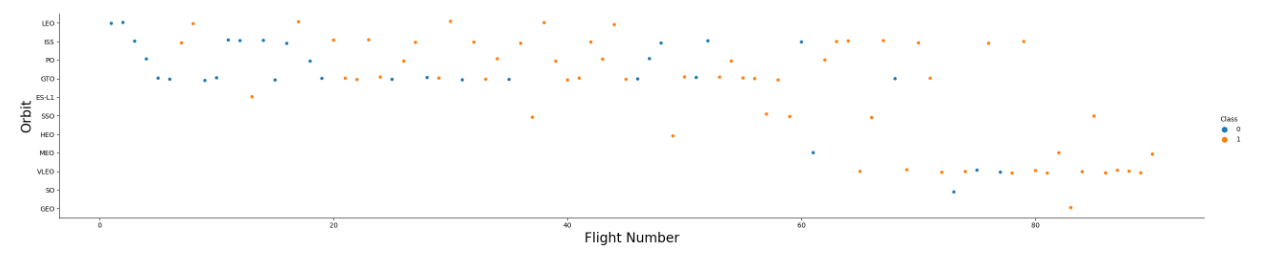 LEO
ISS
PO
GTO
ES-L1
SSO
HEO
MEO
VLEO
SO
GEO
Orbit
0 20 40 60 80
Flight Number
Class
0
1